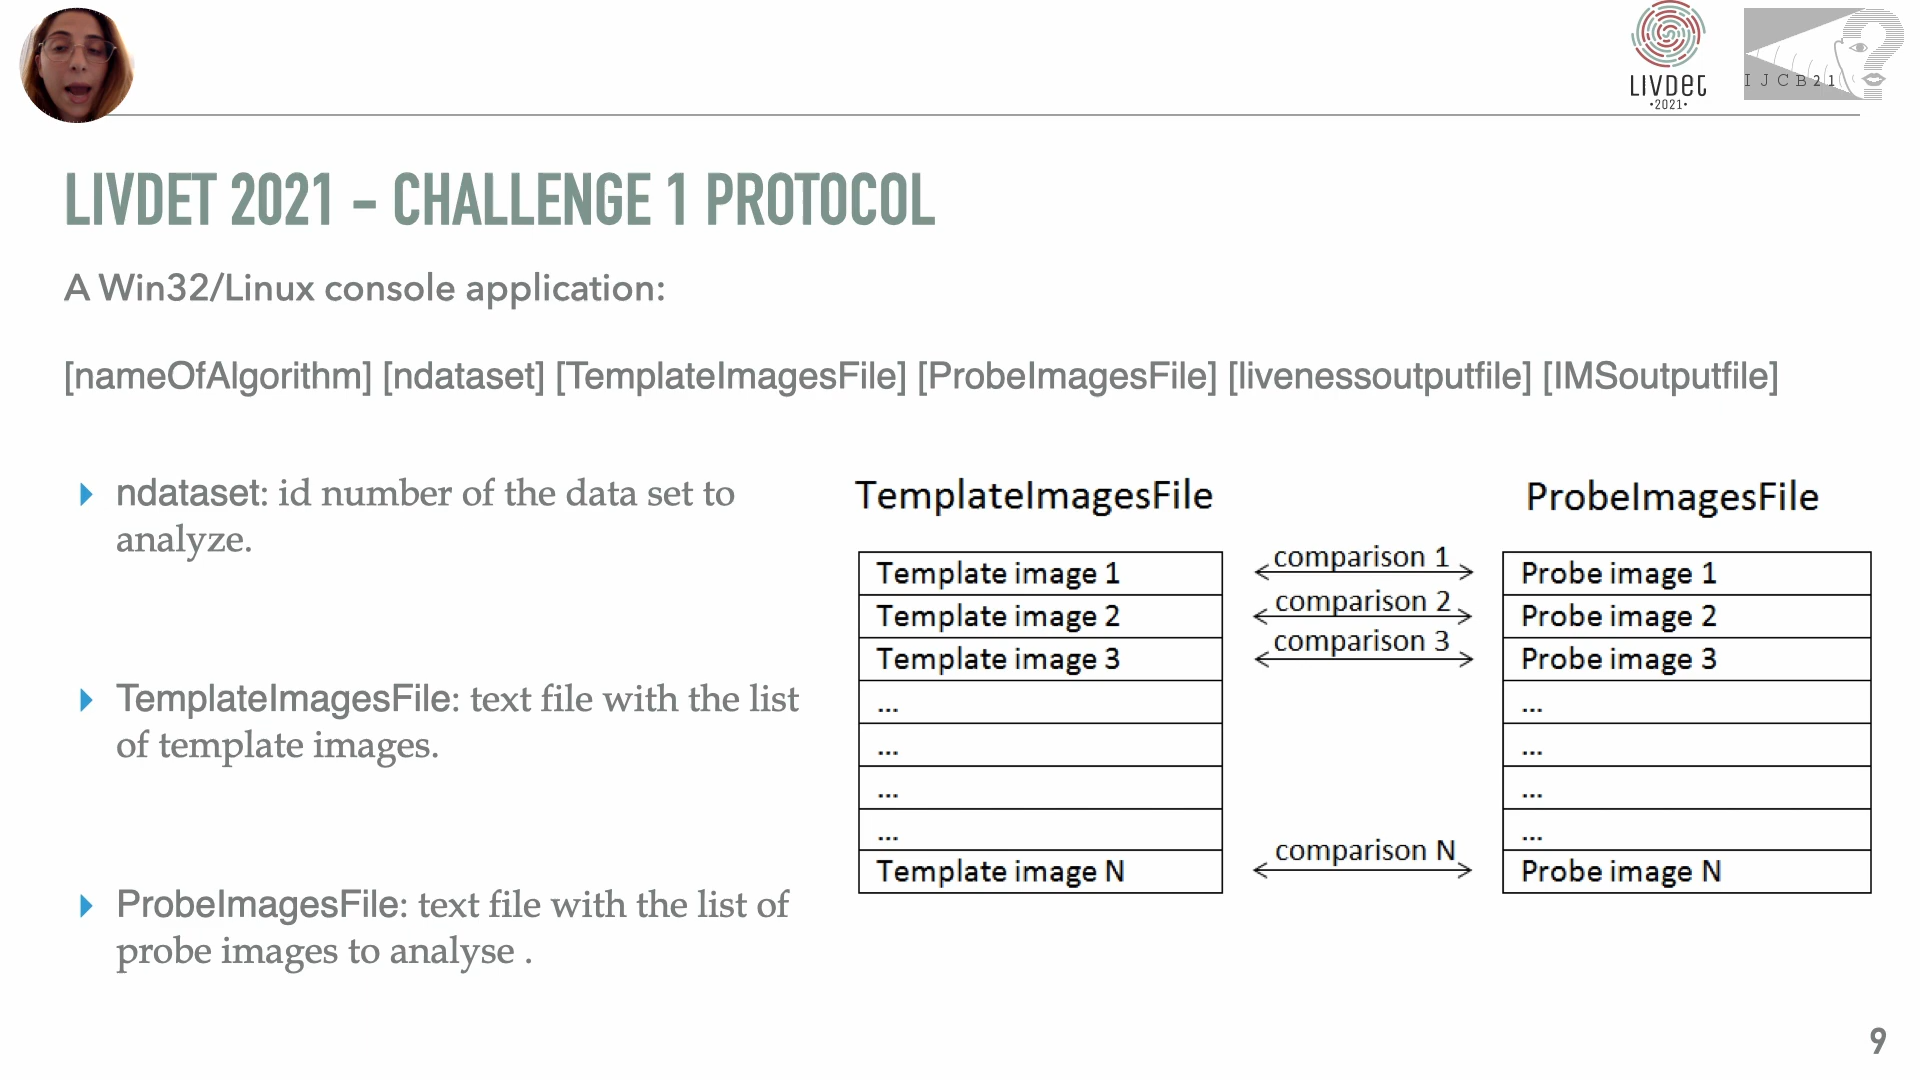 LIVDET
•2021•
I J C B 2 1
LIVDET 2021 - CHALLENGE 1 PROTOCOL
A Win32/Linux console application:
[nameOfAlgorithm] [ndataset] [TemplateImagesFile] [ProbeImagesFile] [livenessoutputfile] [IMSoutputfile]
ndataset: id number of the data set to
analyze.
TemplateImagesFile: text file with the list
of template images.
ProbeImagesFile: text file with the list of
probe images to analyse .
TemplateImagesFile
Template image 1
Template image 2
Template image 3
...
...
...
...
Template image N
comparison 1
comparison 2
comparison 3
comparison N
ProbeImagesFile
Probe image 1
Probe image 2
Probe image 3
...
...
...
...
Probe image N
9